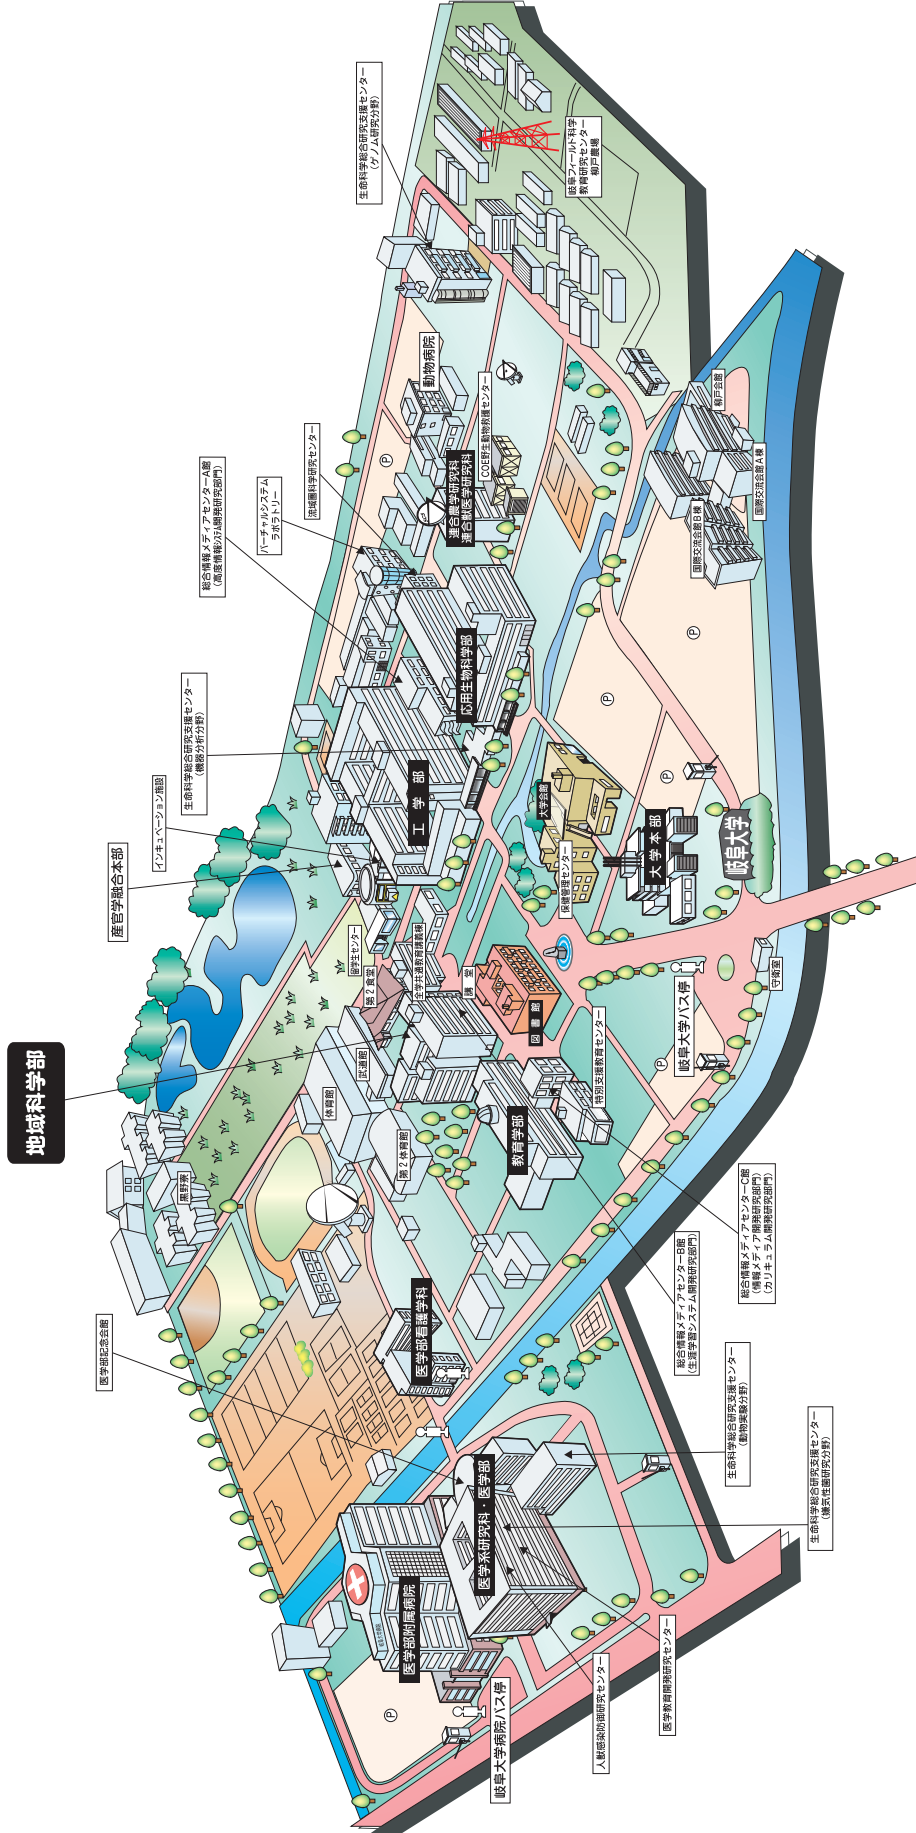 地域科学部
産官学融合本部
インキュベーション施設
生命科学総合研究支援センター
(機器分析分野)
総合情報メディアセンターA館
(高度情報システム開発研究部門)
バーチャルシステム
ラボラトリー
流域圏科学研究センター
生命科学総合研究支援センター
(ゲノム研究分野)
岐阜フィールド科学
教育研究センター
柳戸農場
動物病院
COE野生動物救護センター
連合農学研究科
連合獣医学研究科
応用生物科学部
工学部
留学生センター
第2食堂
全学共通教育講義棟
講堂
武道館
体育館
第2体育館
黒野寮
図書館
大学会館
保健管理センター
大学本部
岐阜大学
柳戸会館
国際交流会館A棟
国際交流会館B棟
P
P
P
P
P
P
守衛室
岐阜大学バス停
特別支援教育センター
教育学部
総合情報メディアセンターC館
(情報メディア開発研究部門)
(カリキュラム開発研究部門)
総合情報メディアセンターB館
(生涯学習システム開発研究部門)
医学部看護学科
医学部記念会館
生命科学総合研究支援センター
(動物実験分野)
生命科学総合研究支援センター
(嫌気性菌研究分野)
医学系研究科・医学部
医学部附属病院
岐阜大学病院バス停
人獣感染防御研究センター
医学教育開発研究センター